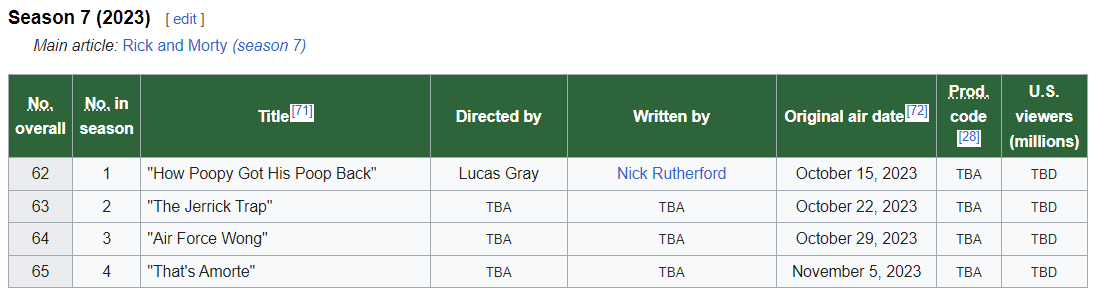 Season 7 (2023) [ edit ]
Main article: Rick and Morty (season 7)
No. overall No. in season Title[71] Directed by Written by Original air date[72] Prod. code [28] U.S. viewers (millions)
62 1 "How Poopy Got His Poop Back" Lucas Gray Nick Rutherford October 15, 2023 TBA TBD
63 2 "The Jerrick Trap" TBA TBA October 22, 2023 TBA TBD
64 3 "Air Force Wong" TBA TBA October 29, 2023 TBA TBD
65 4 "That's Amorte" TBA TBA November 5, 2023 TBA TBD